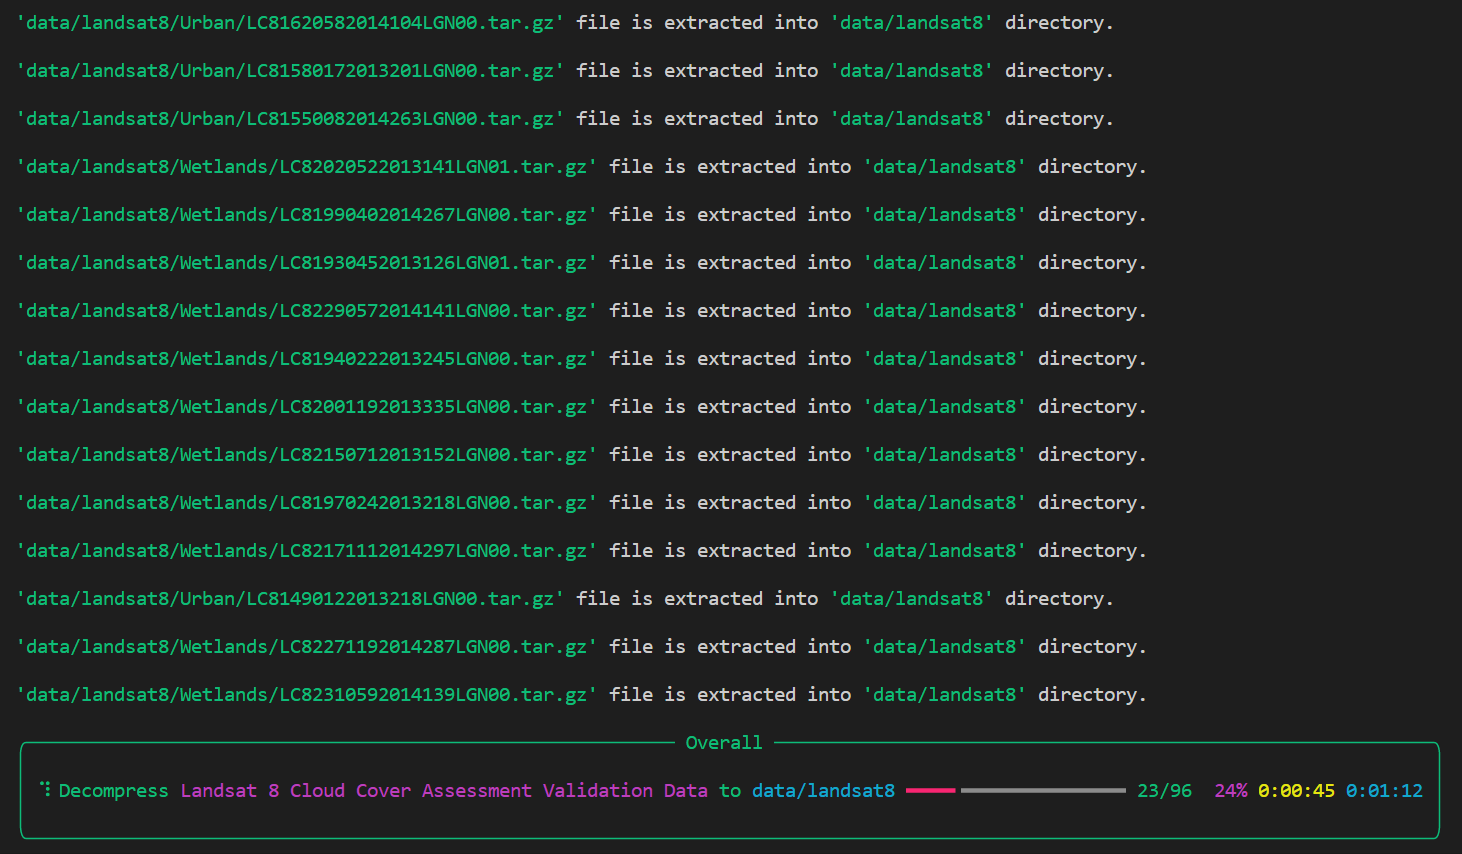 'data/landsat8/Urban/LC81620582014104LGN00.tar.gz' file is extracted into 'data/landsat8' directory.
'data/landsat8/Urban/LC81580172013201LGN00.tar.gz' file is extracted into 'data/landsat8' directory.
'data/landsat8/Urban/LC81550082014263LGN00.tar.gz' file is extracted into 'data/landsat8' directory.
'data/landsat8/Wetlands/LC82020522013141LGN01.tar.gz' file is extracted into 'data/landsat8' directory.
'data/landsat8/Wetlands/LC81990402014267LGN00.tar.gz' file is extracted into 'data/landsat8' directory.
'data/landsat8/Wetlands/LC81930452013126LGN01.tar.gz' file is extracted into 'data/landsat8' directory.
'data/landsat8/Wetlands/LC82290572014141LGN00.tar.gz' file is extracted into 'data/landsat8' directory.
'data/landsat8/Wetlands/LC81940222013245LGN00.tar.gz' file is extracted into 'data/landsat8' directory.
'data/landsat8/Wetlands/LC82001192013335LGN00.tar.gz' file is extracted into 'data/landsat8' directory.
'data/landsat8/Wetlands/LC82150712013152LGN00.tar.gz' file is extracted into 'data/landsat8' directory.
'data/landsat8/Wetlands/LC81970242013218LGN00.tar.gz' file is extracted into 'data/landsat8' directory.
'data/landsat8/Wetlands/LC82171112014297LGN00.tar.gz' file is extracted into 'data/landsat8' directory.
'data/landsat8/Urban/LC81490122013218LGN00.tar.gz' file is extracted into 'data/landsat8' directory.
'data/landsat8/Wetlands/LC82271192014287LGN00.tar.gz' file is extracted into 'data/landsat8' directory.
'data/landsat8/Wetlands/LC82310592014139LGN00.tar.gz' file is extracted into 'data/landsat8' directory.
Overall
Decompress Landsat 8 Cloud Cover Assessment Validation Data to data/landsat8 23/96 24% 0:00:45 0:01:12